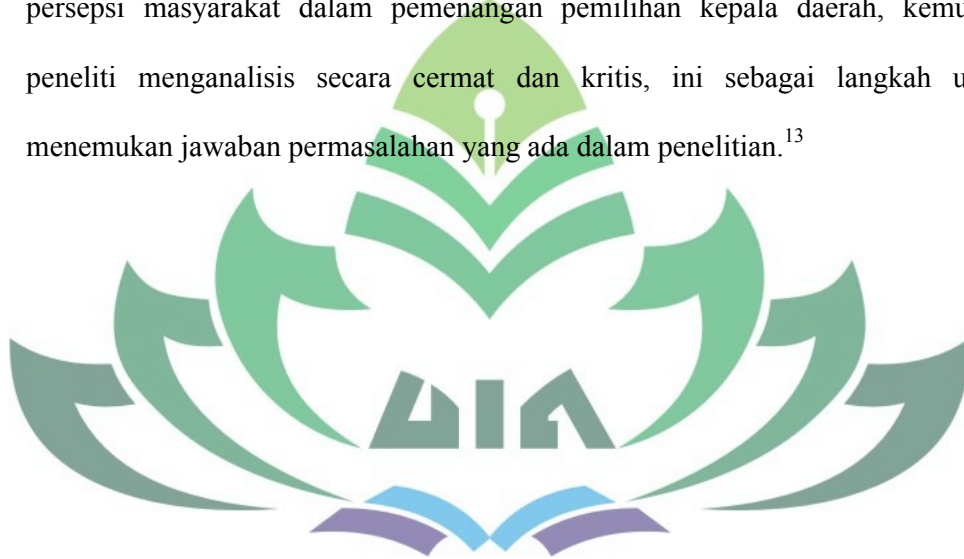 persepsi masyarakat dalam pemenangan pemilihan kepala daerah,
peneliti menganalisis secara cermat dan kritis, ini sebagai langkah
menemukan jawaban permasalahan yang ada dalam penelitian.¹³